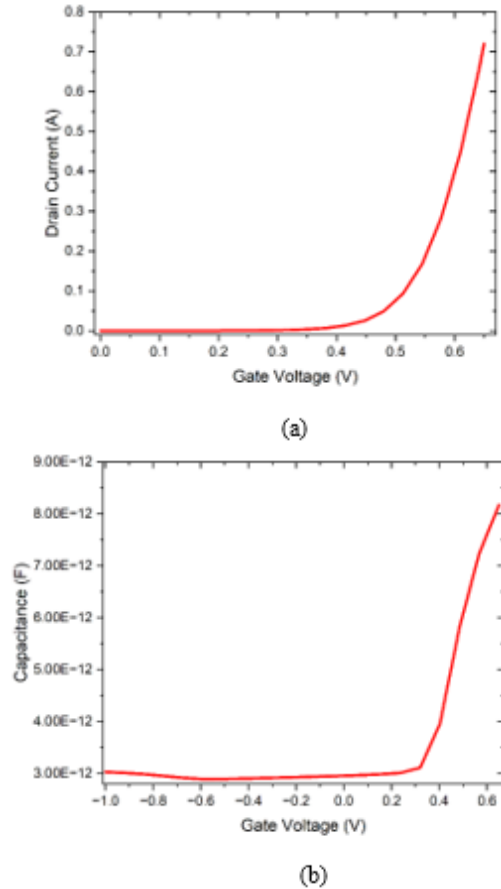 0.8
0.7
0.6
0.5
0.4
0.3
0.2
0.1
0.0
Drain Current (A)
0.0 0.1 0.2 0.3 0.4 0.5 0.6
Gate Voltage (V)
(a)
9.00E−12
8.00E−12
7.00E−12
6.00E−12
5.00E−12
4.00E−12
3.00E−12
Capacitance (F)
−1.0 −0.8 −0.6 −0.4 −0.2 0.0 0.2 0.4 0.6
Gate Voltage (V)
(b)